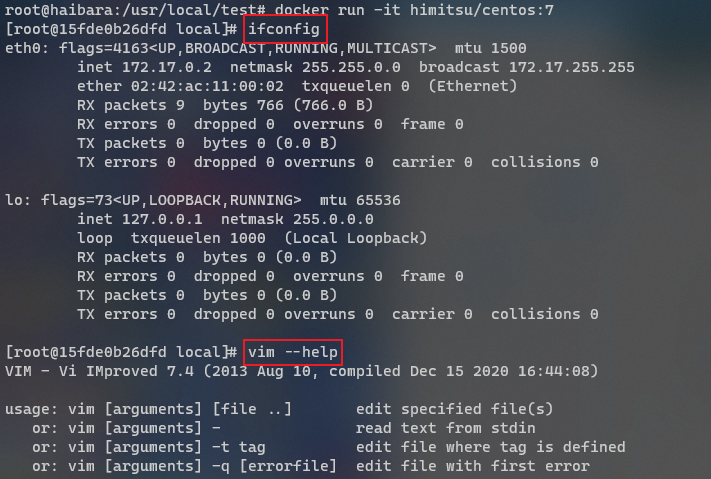 root@haibara:/usr/local/test# docker run -it himitsu/centos:7
[root@15fde0b26dfd local]# ifconfig
eth0: flags=4163<UP,BROADCAST,RUNNING,MULTICAST>  mtu 1500
        inet 172.17.0.2  netmask 255.255.0.0  broadcast 172.17.255.255
        ether 02:42:ac:11:00:02  txqueuelen 0  (Ethernet)
        RX packets 9  bytes 766 (766.0 B)
        RX errors 0  dropped 0  overruns 0  frame 0
        TX packets 0  bytes 0 (0.0 B)
        TX errors 0  dropped 0 overruns 0  carrier 0  collisions 0

lo: flags=73<UP,LOOPBACK,RUNNING>  mtu 65536
        inet 127.0.0.1  netmask 255.0.0.0
        loop  txqueuelen 1000  (Local Loopback)
        RX packets 0  bytes 0 (0.0 B)
        RX errors 0  dropped 0  overruns 0  frame 0
        TX packets 0  bytes 0 (0.0 B)
        TX errors 0  dropped 0 overruns 0  carrier 0  collisions 0

[root@15fde0b26dfd local]# vim --help
VIM - Vi IMproved 7.4 (2013 Aug 10, compiled Dec 15 2020 16:44:08)

usage: vim [arguments] [file ..]       edit specified file(s)
   or: vim [arguments] -               read text from stdin
   or: vim [arguments] -t tag          edit file where tag is defined
   or: vim [arguments] -q [errorfile]  edit file with first error